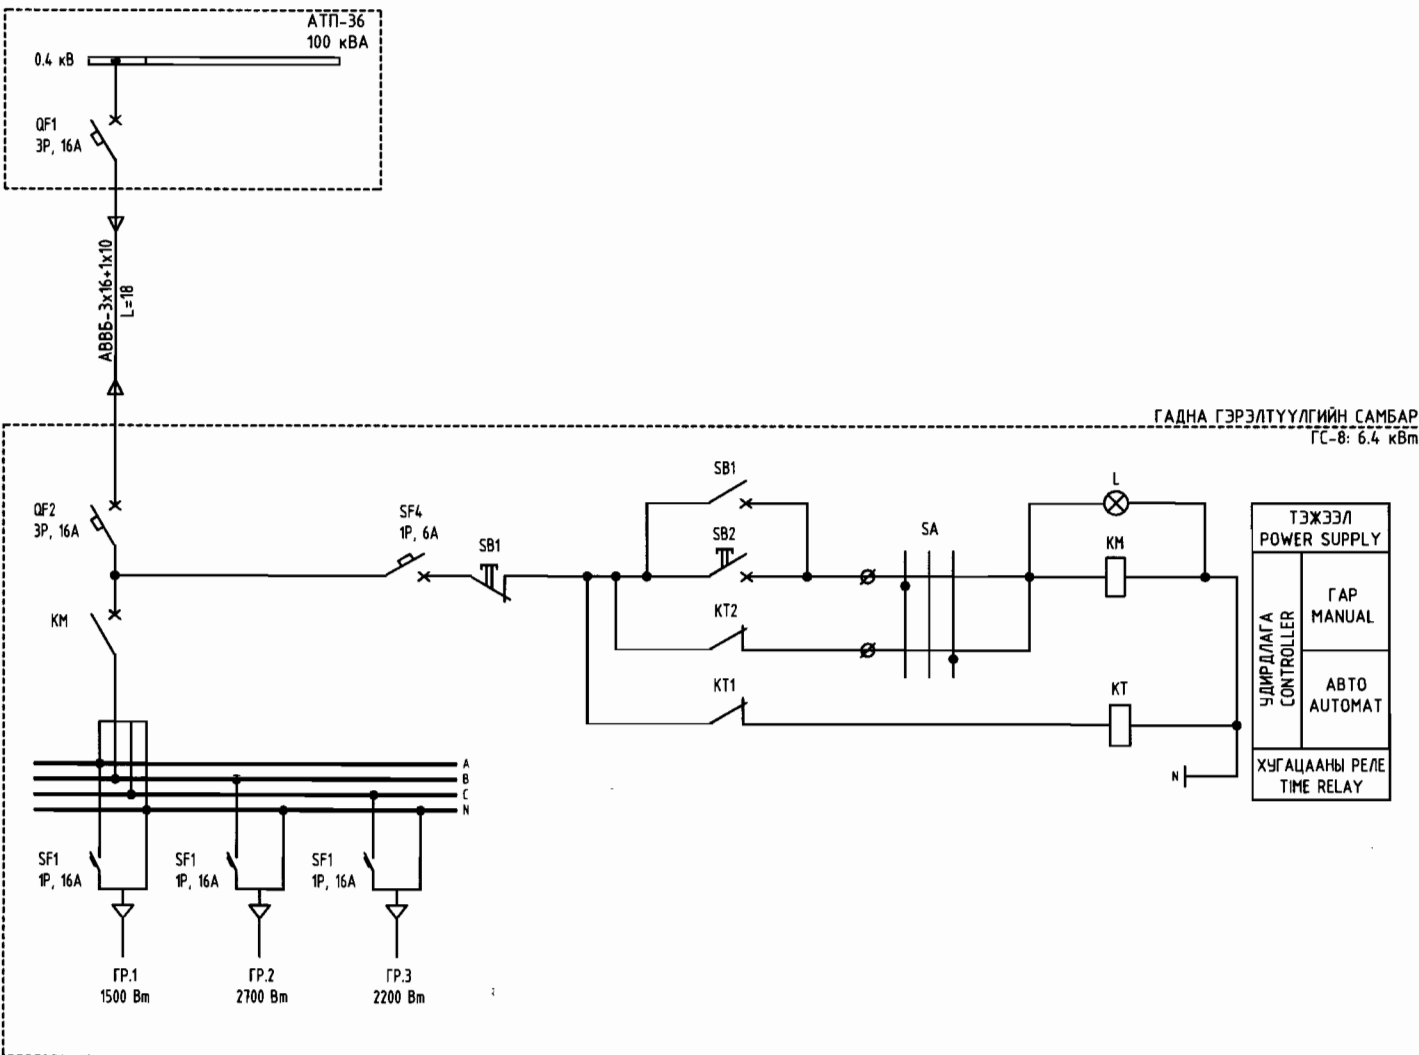 АТП-36
100 кВА
0.4 кВ
QF1
3P, 16A
АВВБ-3x16+1x10
L=18
ГАДНА ГЭРЭЛТҮҮЛГИЙН САМБАР
ГС-8: 6.4 кВт
QF2
3P, 16A
SF4
1P, 6A
SB1
SB1
SB2
SA
L
KM
KM
KT2
KT1
KT
N
ТЭЖЭЭЛ
POWER SUPPLY
УДИРДЛАГА
CONTROLLER
ГАР
MANUAL
АВТО
AUTOMAT
ХУГАЦААНЫ РЕЛЕ
TIME RELAY
A
B
C
N
SF1
1P, 16A
SF1
1P, 16A
SF1
1P, 16A
ГР.1
1500 Вт
ГР.2
2700 Вт
ГР.3
2200 Вт